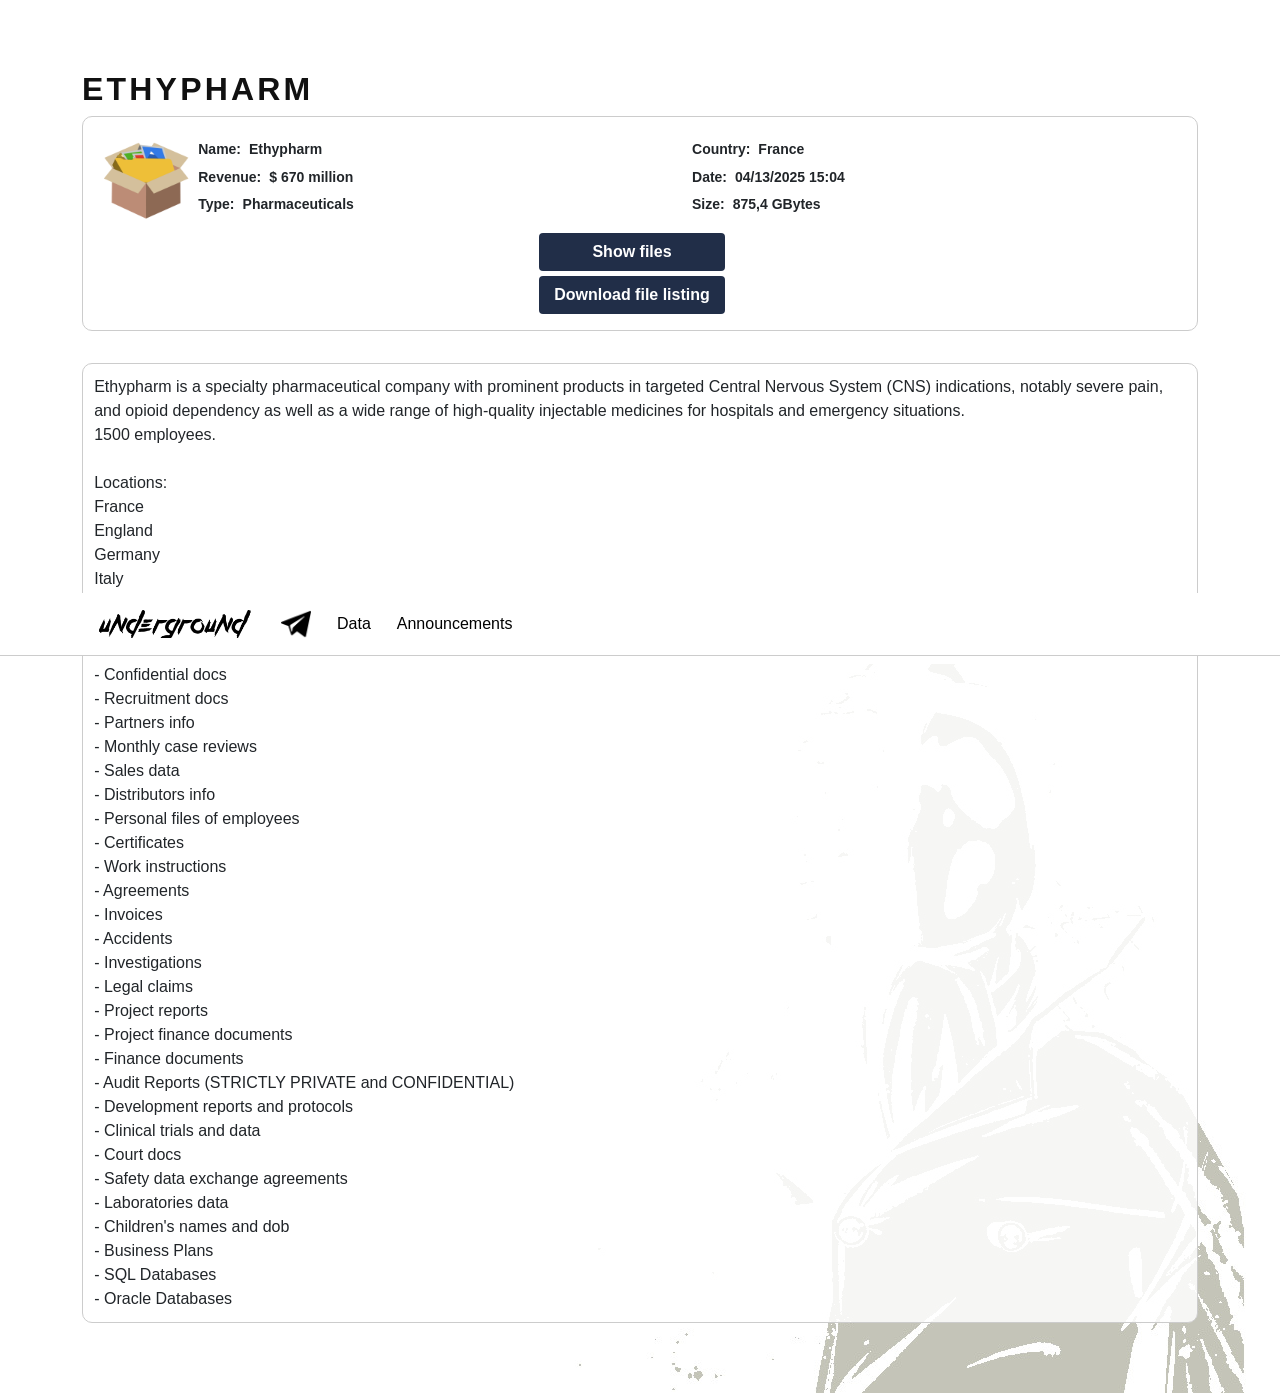 ETHYPHARM
Name: Ethypharm
Country: France
Revenue: $ 670 million
Date: 04/13/2025 15:04
Type: Pharmaceuticals
Size: 875,4 GBytes
Show files
Download file listing
Ethypharm is a specialty pharmaceutical company with prominent products in targeted Central Nervous System (CNS) indications, notably severe pain,
and opioid dependency as well as a wide range of high-quality injectable medicines for hospitals and emergency situations.
1500 employees.
Locations:
France
England
Germany
Italy
underground Data Announcements
- Confidential docs
- Recruitment docs
- Partners info
- Monthly case reviews
- Sales data
- Distributors info
- Personal files of employees
- Certificates
- Work instructions
- Agreements
- Invoices
- Accidents
- Investigations
- Legal claims
- Project reports
- Project finance documents
- Finance documents
- Audit Reports (STRICTLY PRIVATE and CONFIDENTIAL)
- Development reports and protocols
- Clinical trials and data
- Court docs
- Safety data exchange agreements
- Laboratories data
- Children's names and dob
- Business Plans
- SQL Databases
- Oracle Databases